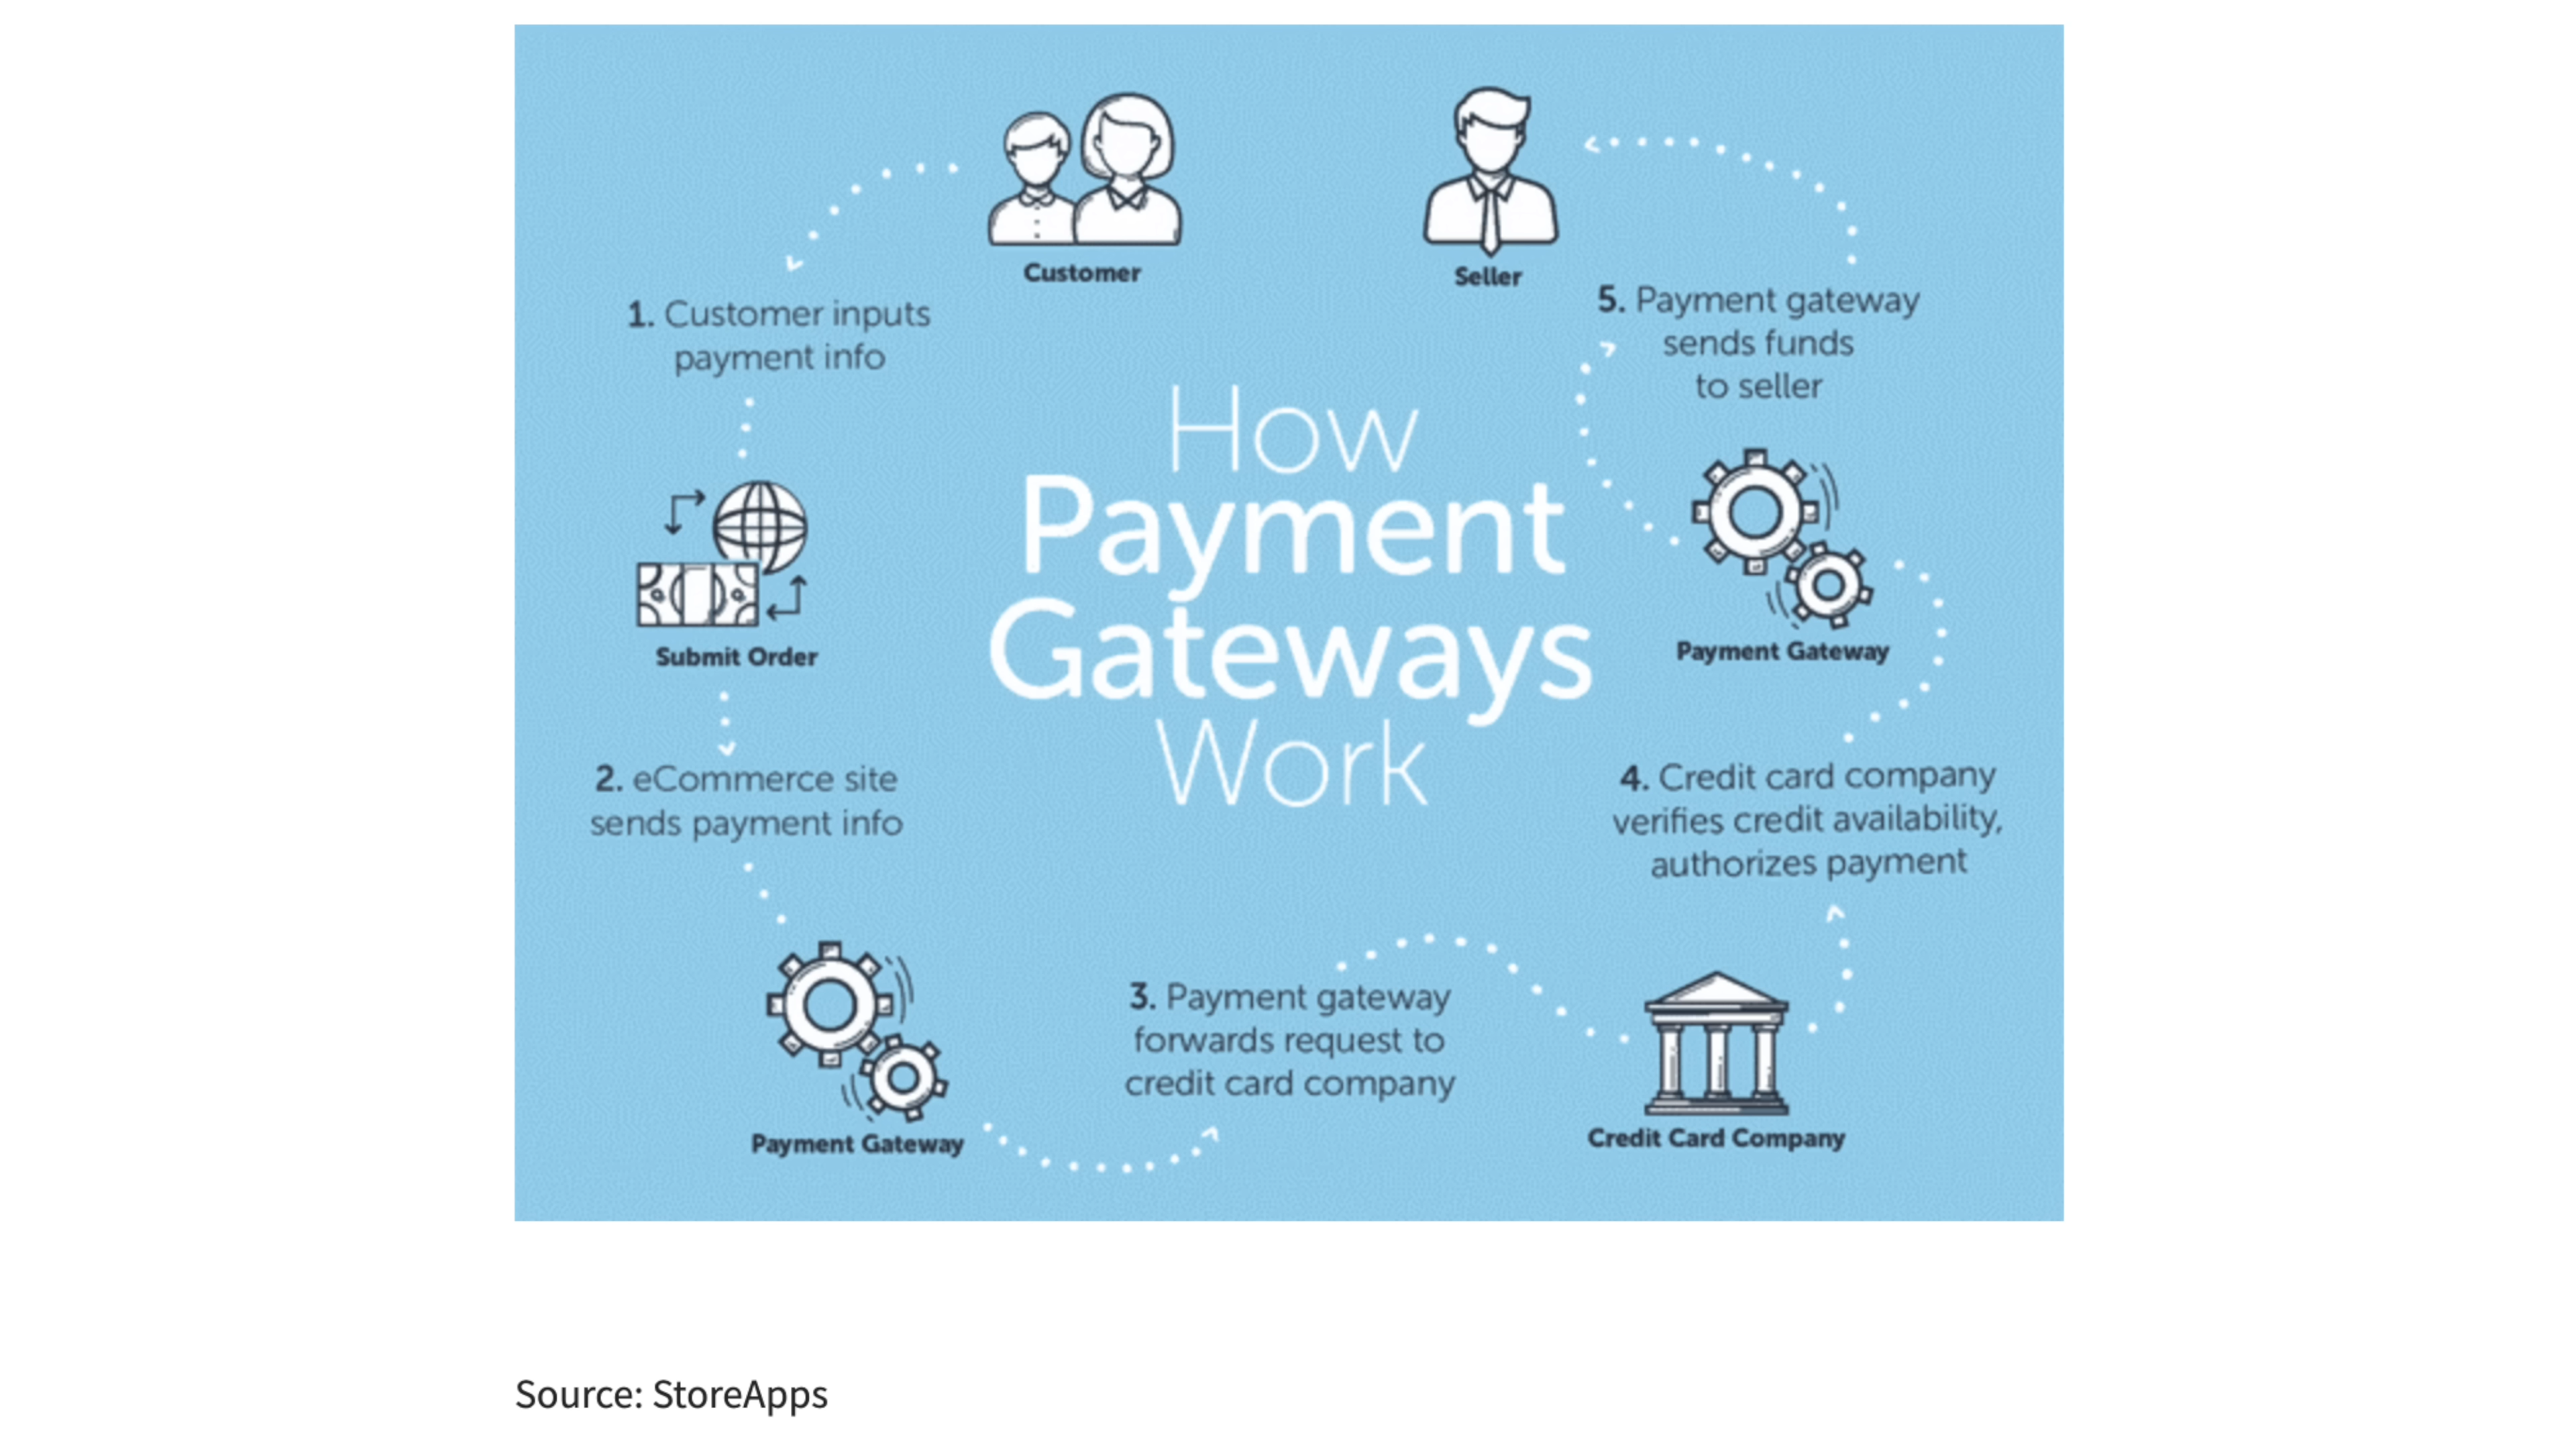 Customer
Seller
1. Customer inputs
payment info
5. Payment gateway
sends funds
to seller
How
Payment
Gateways
Work
Submit Order
Payment Gateway
2. eCommerce site
sends payment info
4. Credit card company
verifies credit availability,
authorizes payment
3. Payment gateway
forwards request to
credit card company
Payment Gateway
Credit Card Company
Source: StoreApps